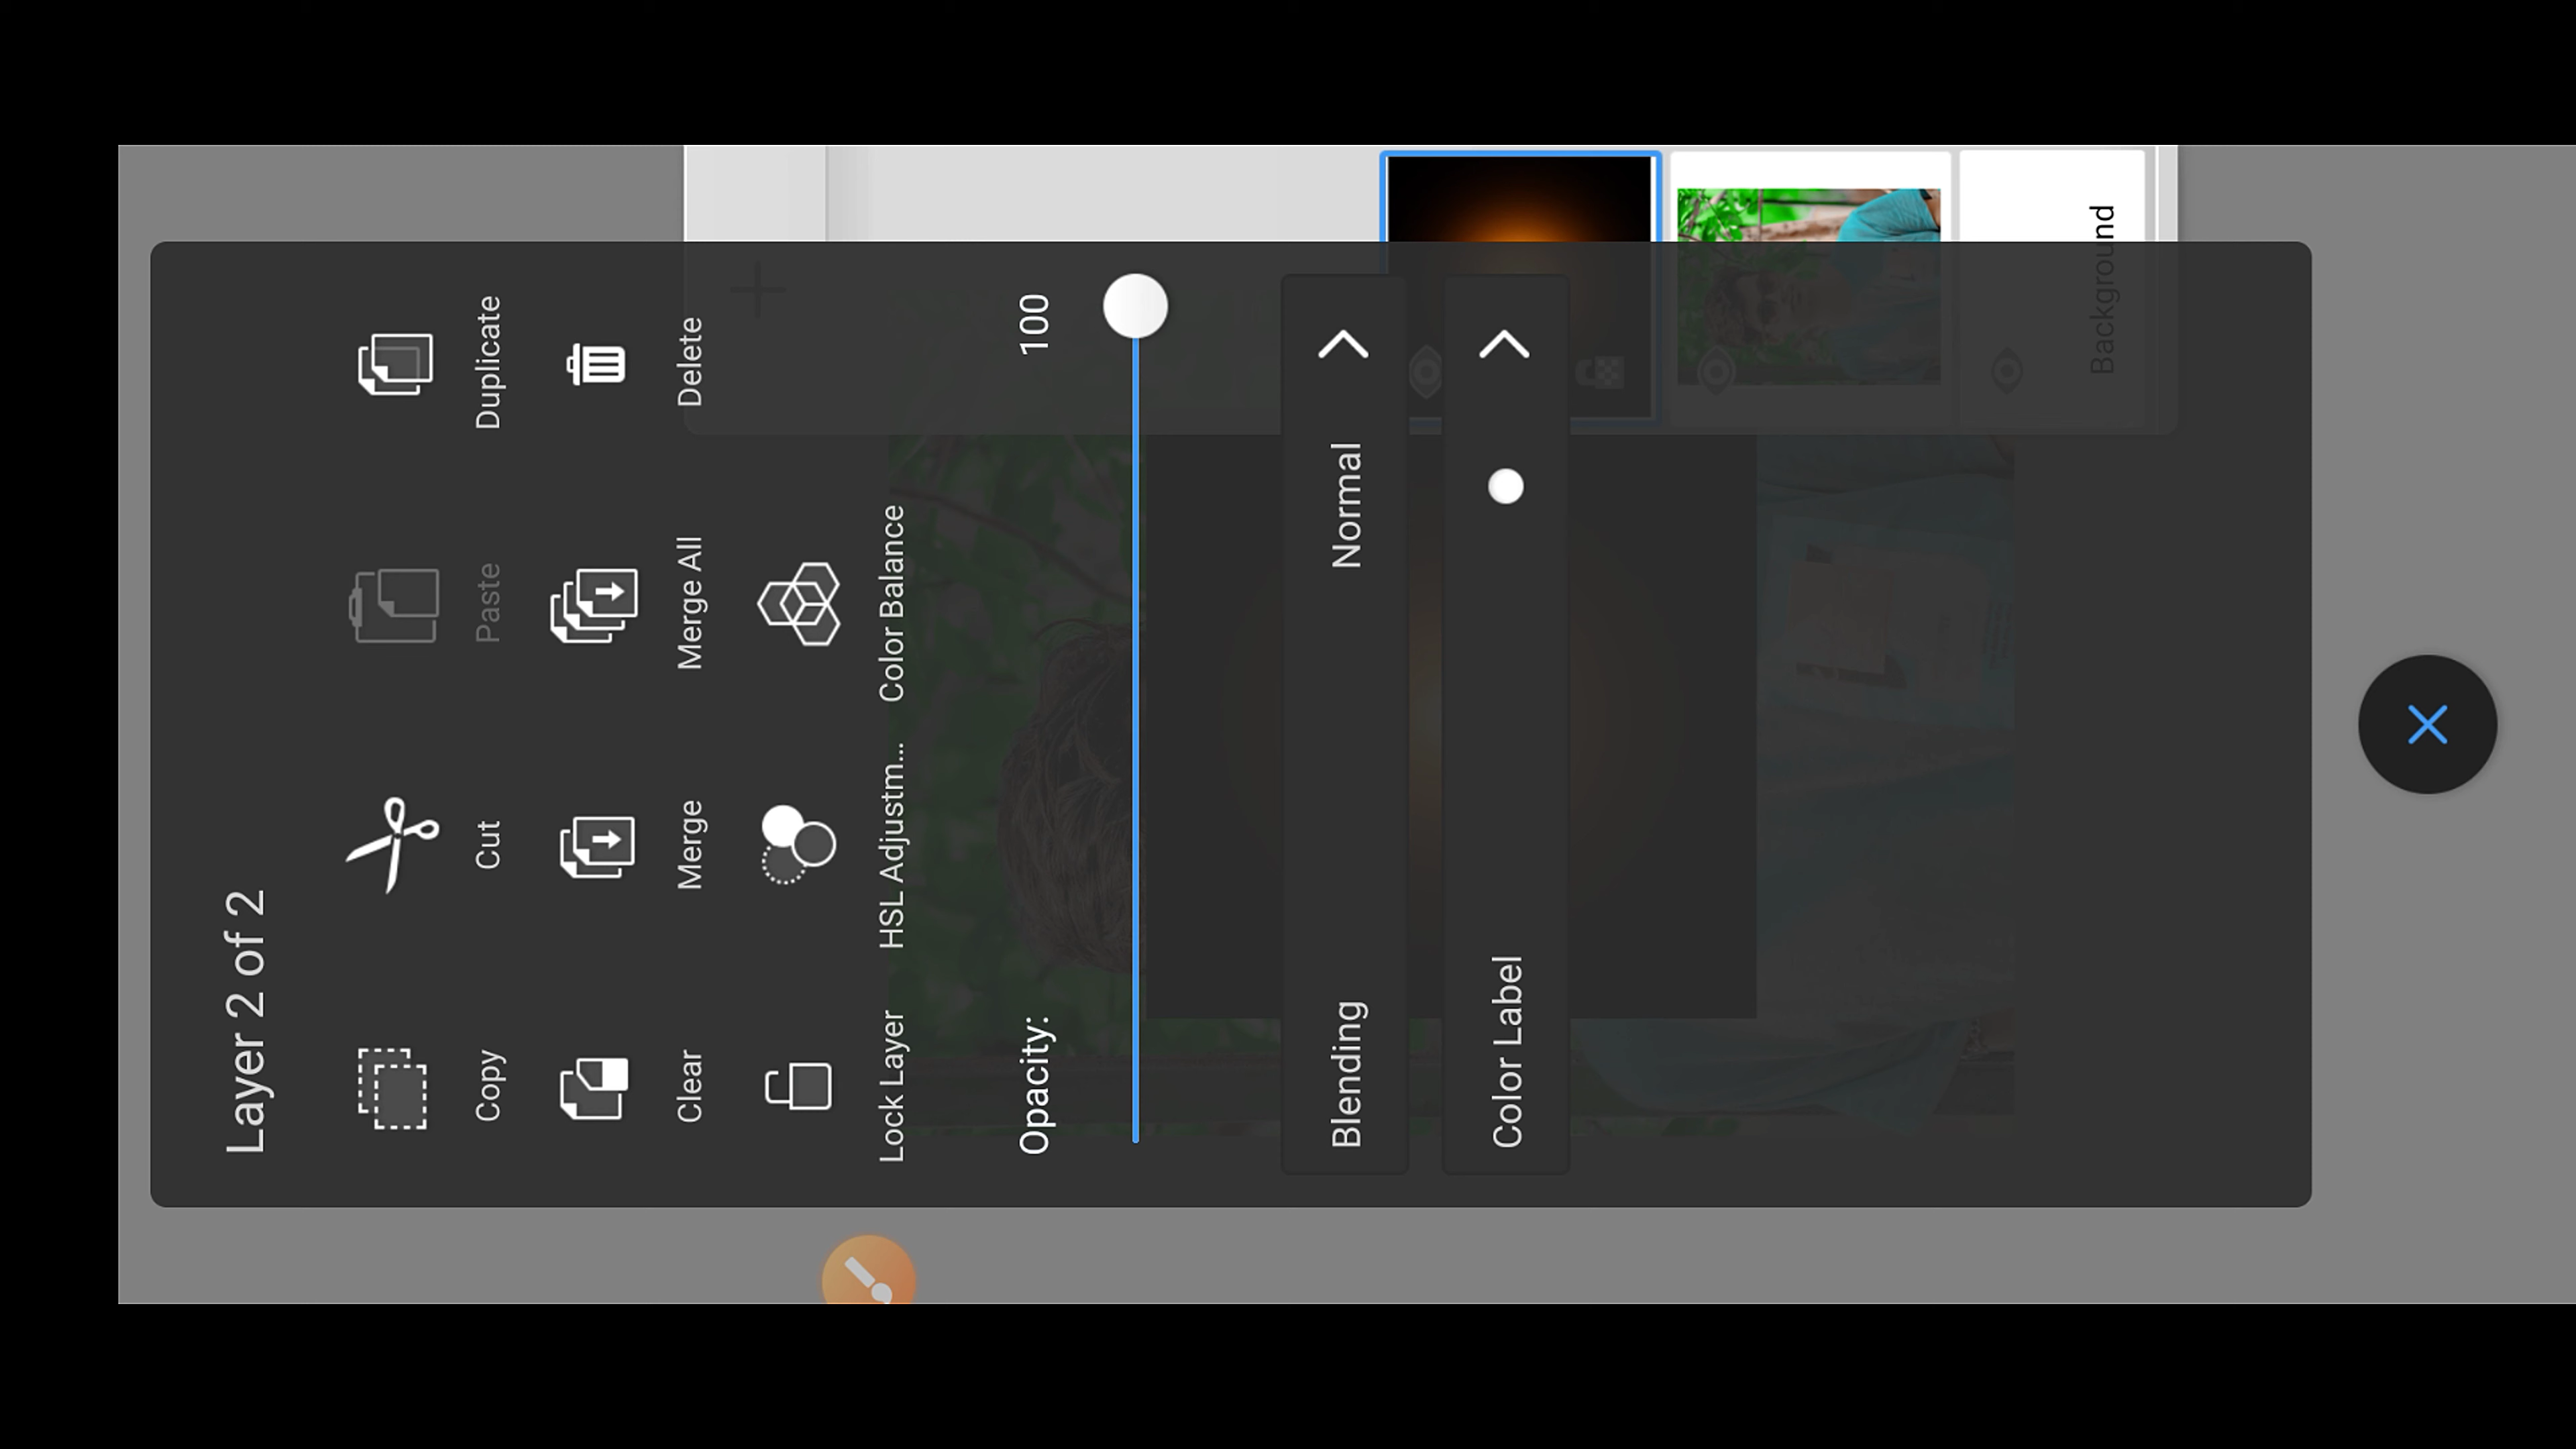 Layer 2 of 2
Copy Cut Paste Duplicate
Clear Merge Merge All Delete
Lock Layer HSL Adjustm... Color Balance
Opacity: 100
Blending Normal
Color Label
Background